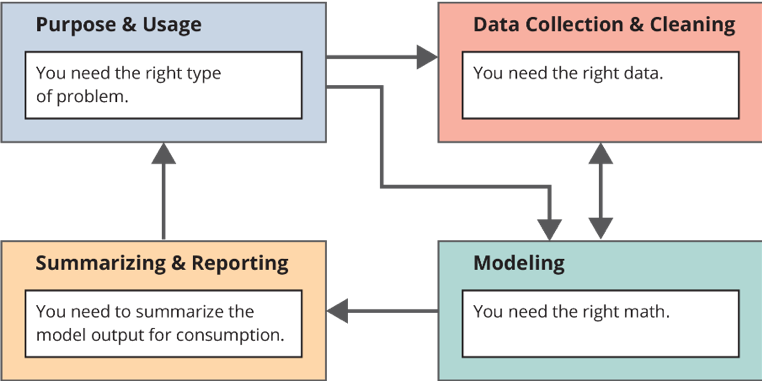 Purpose & Usage
You need the right type
of problem.
Data Collection & Cleaning
You need the right data.
Summarizing & Reporting
You need to summarize the
model output for consumption.
Modeling
You need the right math.